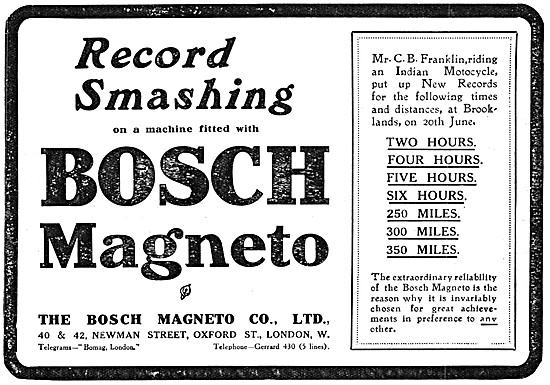 Record
Smashing
on a machine fitted with
BOSCH
Magneto
THE BOSCH MAGNETO CO., LTD.,
40 & 42, NEWMAN STREET, OXFORD ST., LONDON, W.
Telegrams—"Bomag, London." Telephone—Gerrard 430 (5 lines).
Mr. C. B. Franklin, riding
an Indian Motocycle,
put up New Records
for the following times
and distances, at Brook-
lands, on 20th June.
TWO HOURS.
FOUR HOURS.
FIVE HOURS.
SIX HOURS.
250 MILES.
300 MILES.
350 MILES.
The extraordinary reliability
of the Bosch Magneto is the
reason why it is invariably
chosen for great achieve-
ments in preference to any
other.